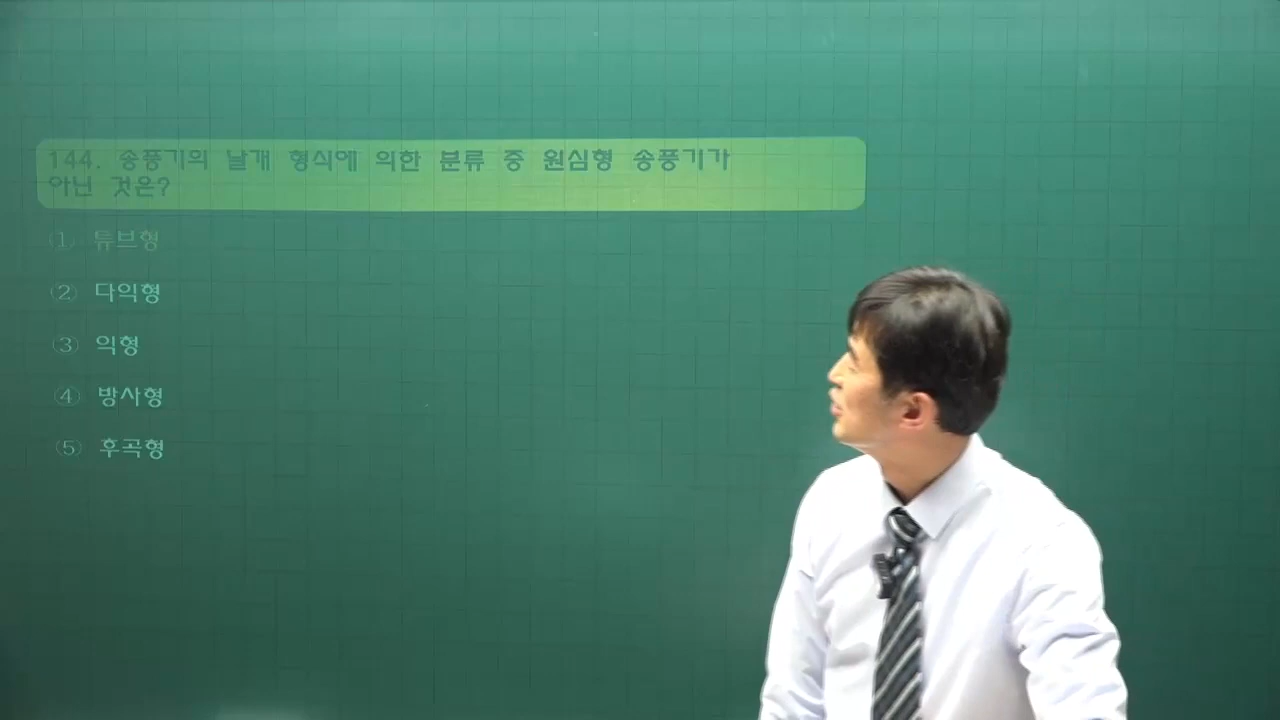 144. 송풍기의 날개 형식에 의한 분류 중 원심형 송풍기가
아닌 것은?
① 튜브형
② 다익형
③ 익형
④ 방사형
⑤ 후곡형